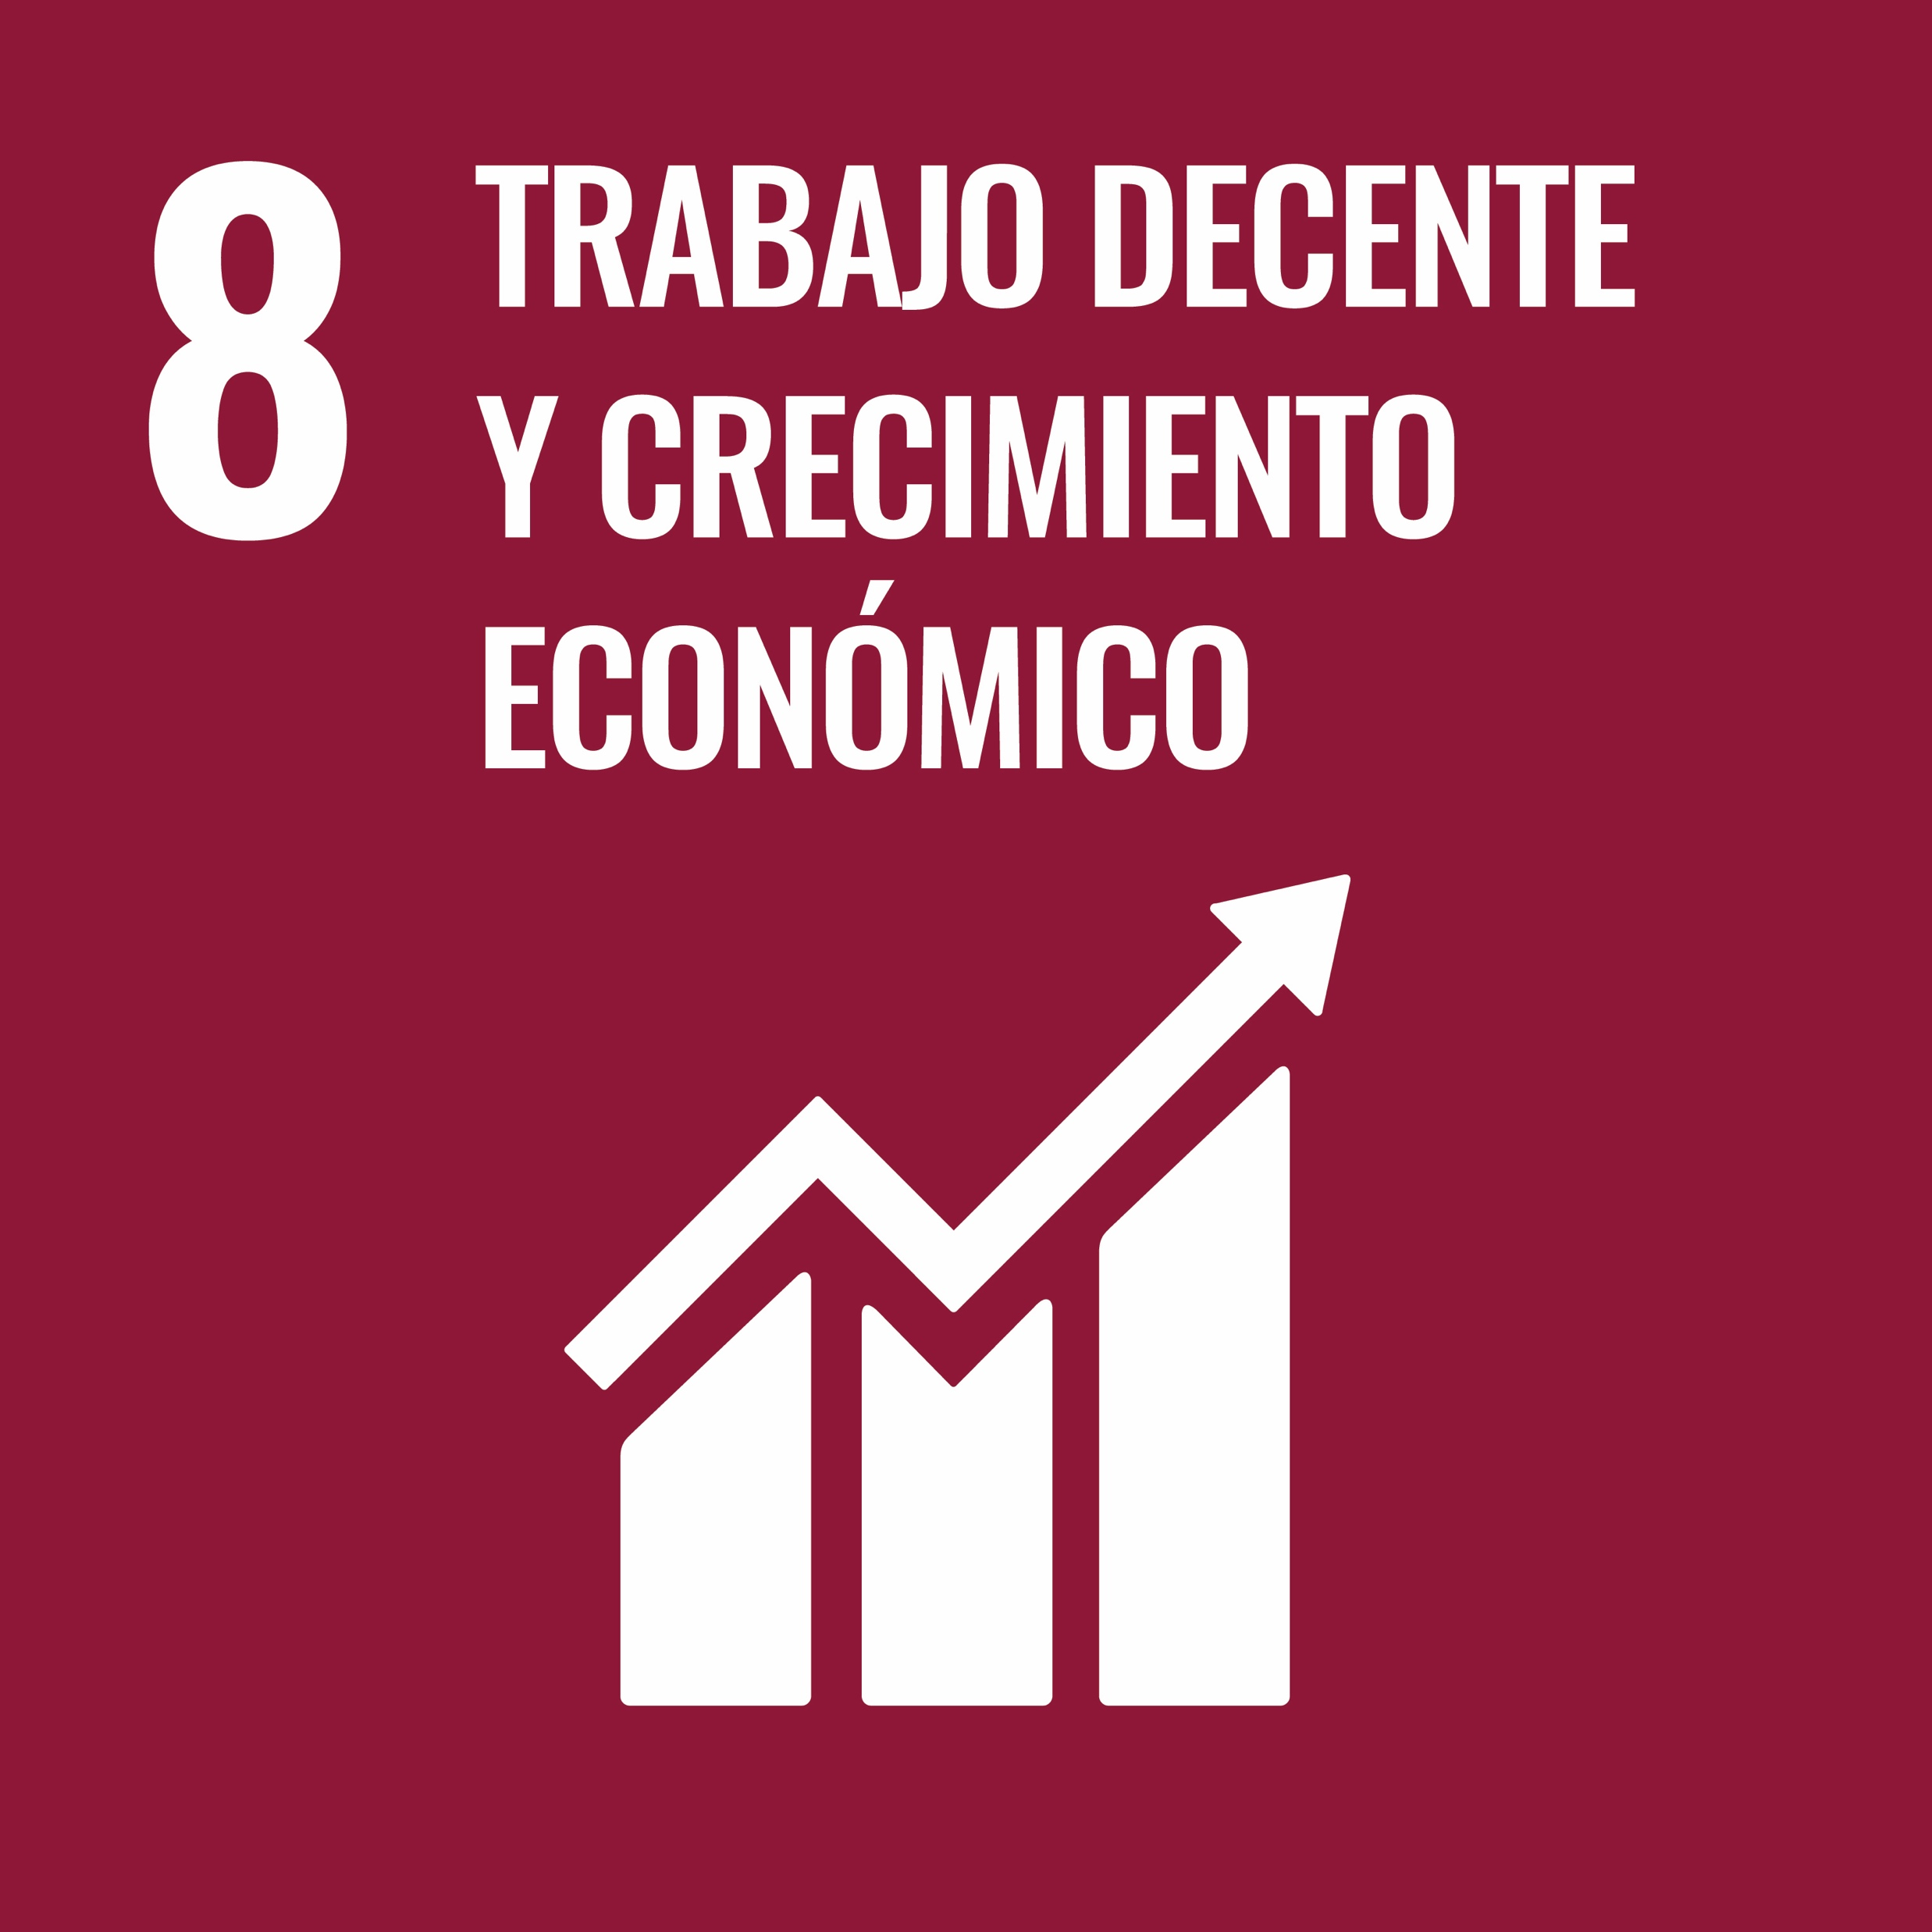 8 TRABAJO DECENTE
Y CRECIMIENTO
ECONÓMICO